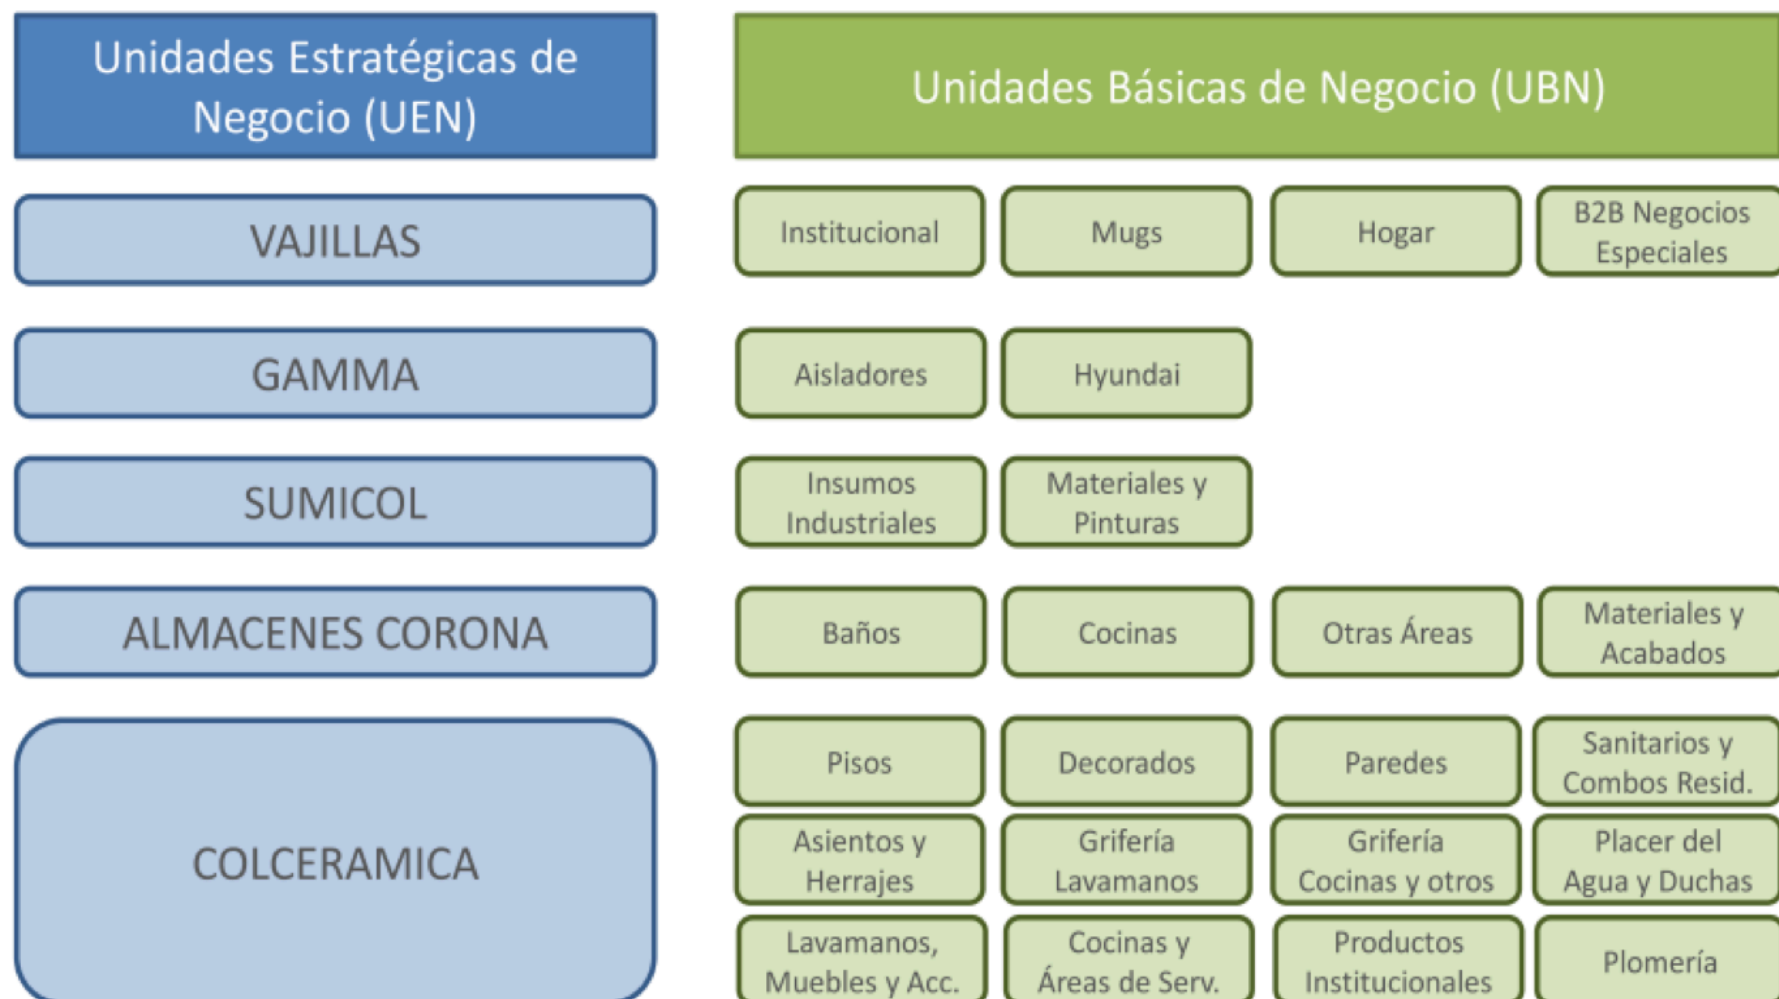 Unidades Estratégicas de
Negocio (UEN)
Unidades Básicas de Negocio (UBN)
VAJILLAS
Institucional
Mugs
Hogar
B2B Negocios
Especiales
GAMMA
Aisladores
Hyundai
SUMICOL
Insumos
Industriales
Materiales y
Pinturas
ALMACENES CORONA
Baños
Cocinas
Otras Áreas
Materiales y
Acabados
COLCERAMICA
Pisos
Decorados
Paredes
Sanitarios y
Combos Resid.
Asientos y
Herrajes
Grifería
Lavamanos
Grifería
Cocinas y otros
Placer del
Agua y Duchas
Lavamanos,
Muebles y Acc.
Cocinas y
Áreas de Serv.
Productos
Institucionales
Plomería